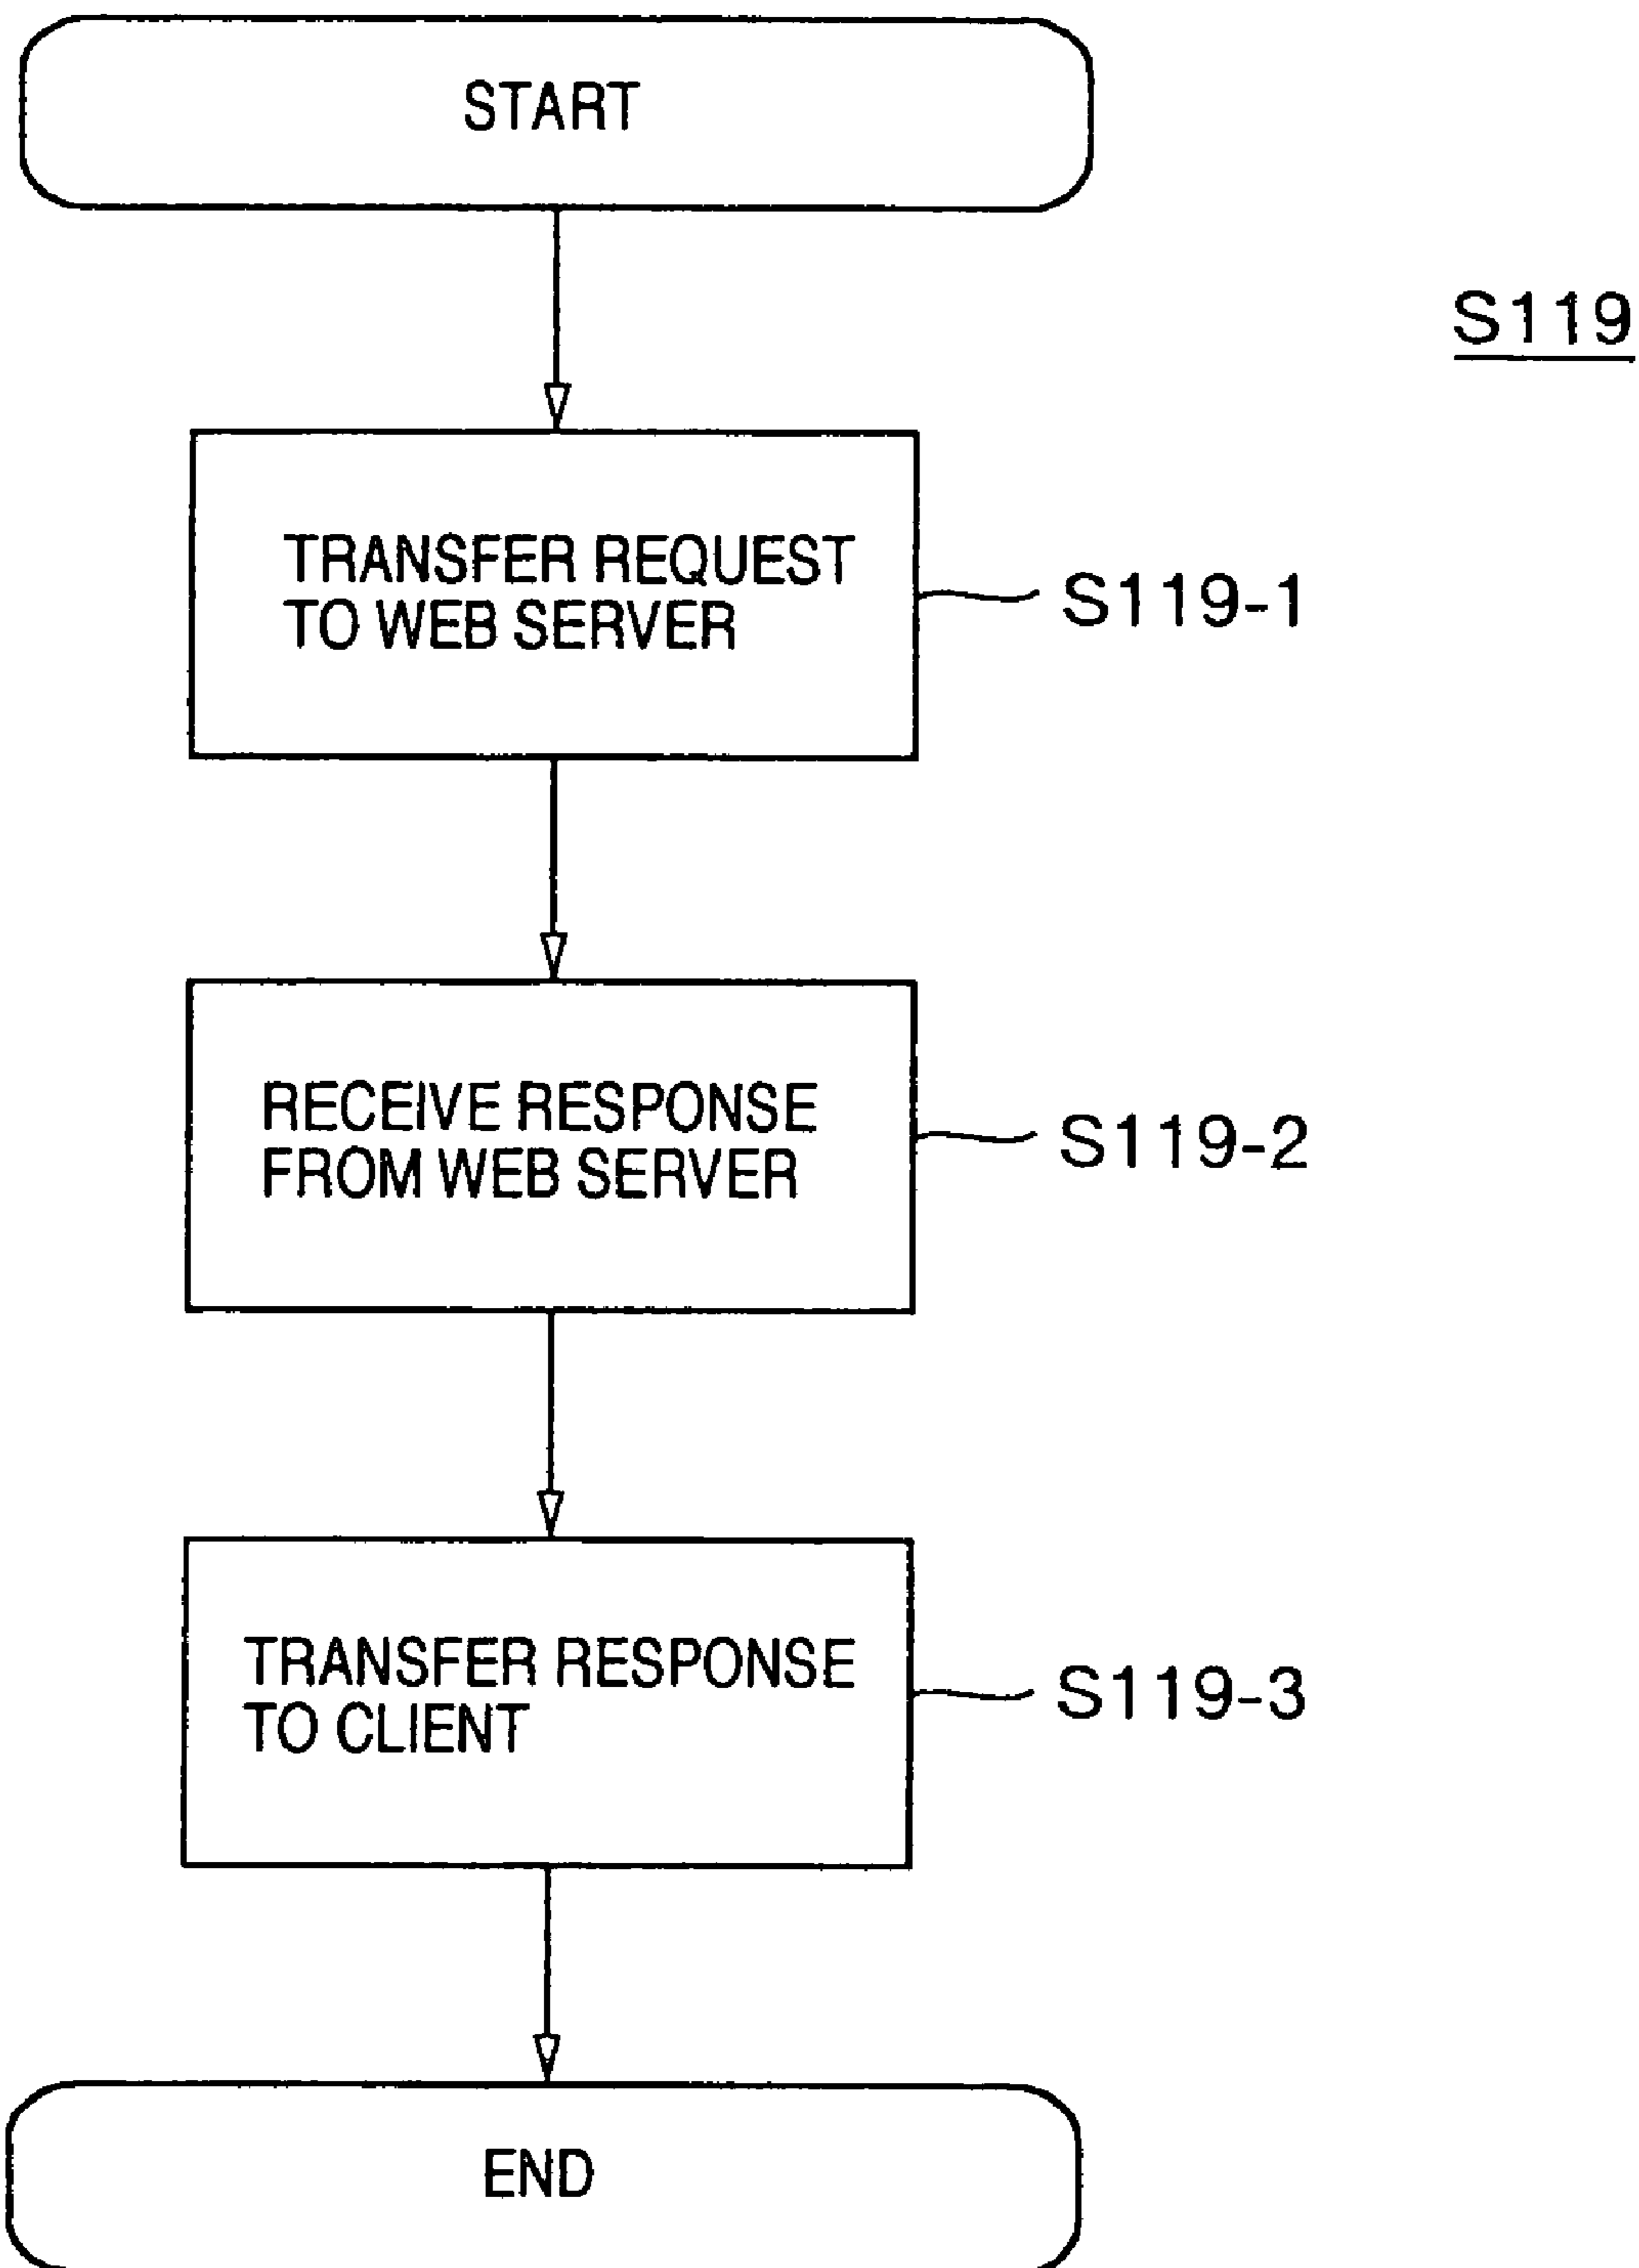 START
S119
TRANSFER REQUEST
TO WEB SERVER
S119-1
RECEIVE RESPONSE
FROM WEB SERVER
S119-2
TRANSFER RESPONSE
TO CLIENT
S119-3
END